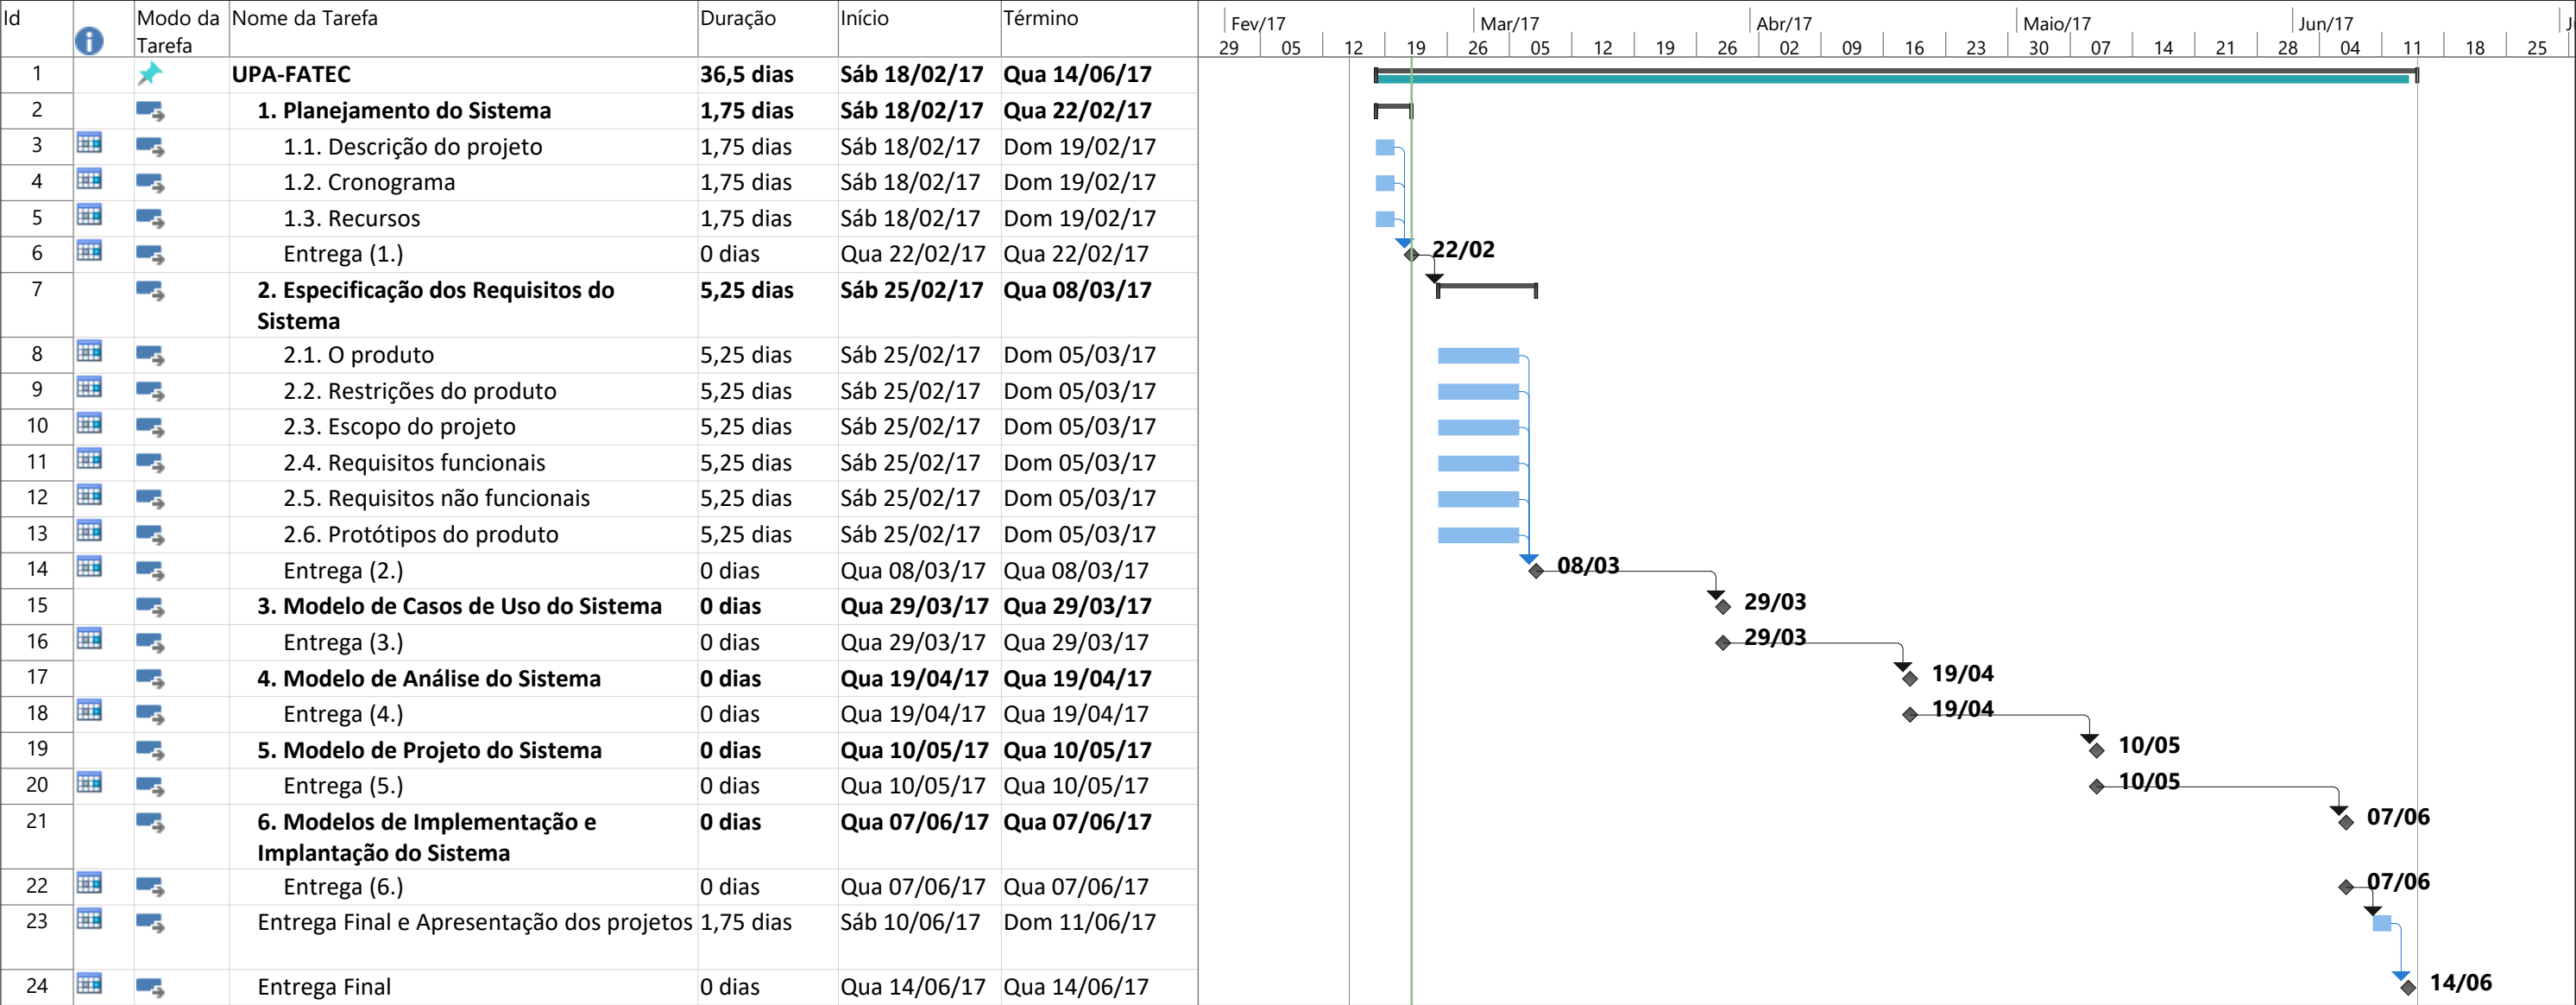 Id Modo da Nome da Tarefa Duração Início Término Fev/17 Mar/17 Abr/17 Maio/17 Jun/17
Tarefa 29 05 12 19 26 05 12 19 26 02 09 16 23 30 07 14 21 28 04 11 18 25
1 UPA-FATEC 36,5 dias Sáb 18/02/17 Qua 14/06/17
2 1. Planejamento do Sistema 1,75 dias Sáb 18/02/17 Qua 22/02/17
3 1.1. Descrição do projeto 1,75 dias Sáb 18/02/17 Dom 19/02/17
4 1.2. Cronograma 1,75 dias Sáb 18/02/17 Dom 19/02/17
5 1.3. Recursos 1,75 dias Sáb 18/02/17 Dom 19/02/17
6 Entrega (1.) 0 dias Qua 22/02/17 Qua 22/02/17 22/02
7 2. Especificação dos Requisitos do 5,25 dias Sáb 25/02/17 Qua 08/03/17
Sistema
8 2.1. O produto 5,25 dias Sáb 25/02/17 Dom 05/03/17
9 2.2. Restrições do produto 5,25 dias Sáb 25/02/17 Dom 05/03/17
10 2.3. Escopo do projeto 5,25 dias Sáb 25/02/17 Dom 05/03/17
11 2.4. Requisitos funcionais 5,25 dias Sáb 25/02/17 Dom 05/03/17
12 2.5. Requisitos não funcionais 5,25 dias Sáb 25/02/17 Dom 05/03/17
13 2.6. Protótipos do produto 5,25 dias Sáb 25/02/17 Dom 05/03/17
14 Entrega (2.) 0 dias Qua 08/03/17 Qua 08/03/17 08/03
15 3. Modelo de Casos de Uso do Sistema 0 dias Qua 29/03/17 Qua 29/03/17 29/03
16 Entrega (3.) 0 dias Qua 29/03/17 Qua 29/03/17 29/03
17 4. Modelo de Análise do Sistema 0 dias Qua 19/04/17 Qua 19/04/17 19/04
18 Entrega (4.) 0 dias Qua 19/04/17 Qua 19/04/17 19/04
19 5. Modelo de Projeto do Sistema 0 dias Qua 10/05/17 Qua 10/05/17 10/05
20 Entrega (5.) 0 dias Qua 10/05/17 Qua 10/05/17 10/05
21 6. Modelos de Implementação e 0 dias Qua 07/06/17 Qua 07/06/17 07/06
Implantação do Sistema
22 Entrega (6.) 0 dias Qua 07/06/17 Qua 07/06/17 07/06
23 Entrega Final e Apresentação dos projetos 1,75 dias Sáb 10/06/17 Dom 11/06/17
24 Entrega Final 0 dias Qua 14/06/17 Qua 14/06/17 14/06